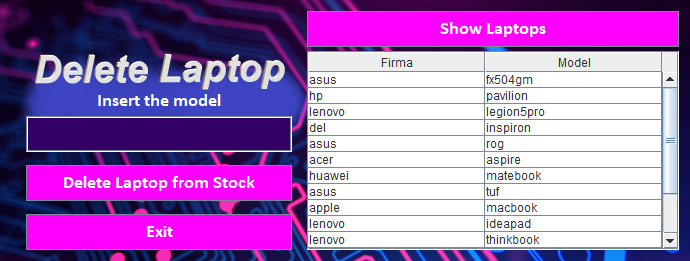 Delete Laptop
Insert the model
Delete Laptop from Stock
Exit
Show Laptops
Firma Model
asus fx504gm
hp pavilion
lenovo legion5pro
del inspiron
asus rog
acer aspire
huawei matebook
asus tuf
apple macbook
lenovo ideapad
lenovo thinkbook